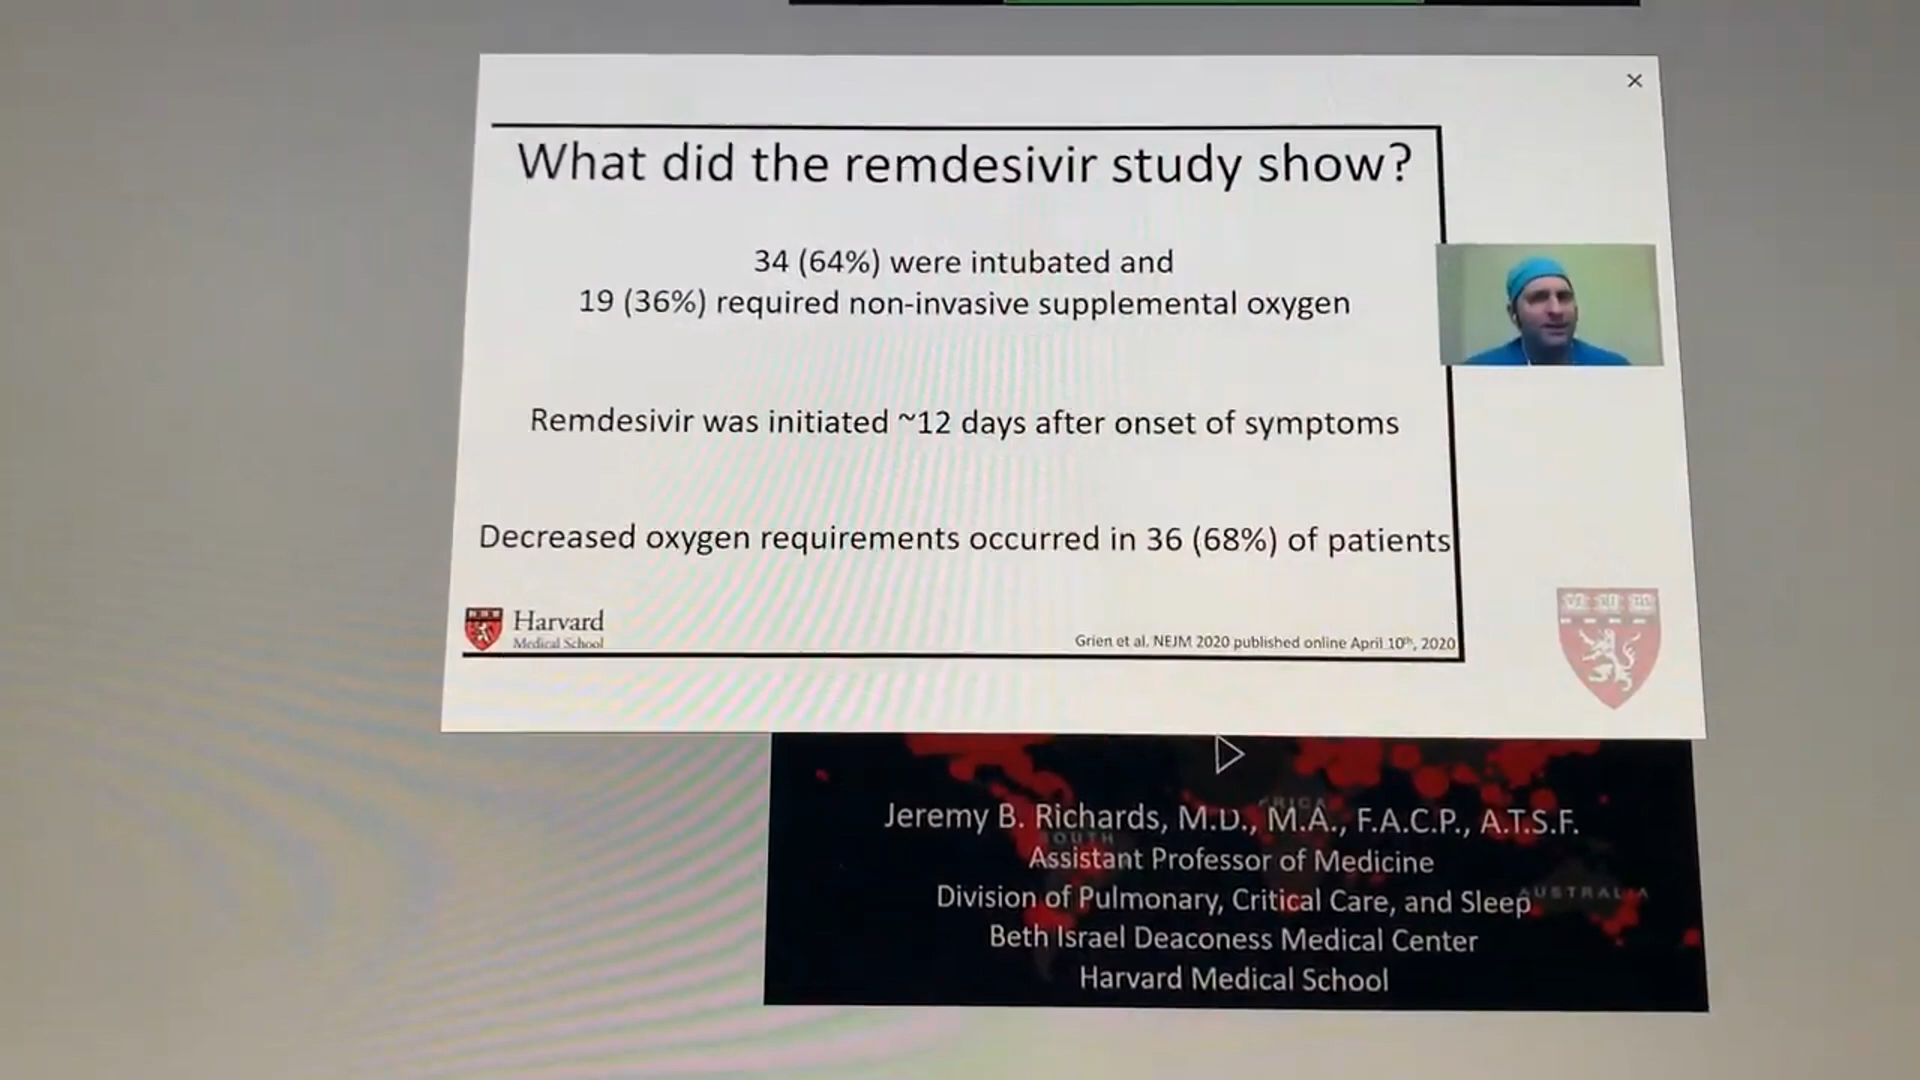 What did the remdesivir study show?
34 (64%) were intubated and
19 (36%) required non-invasive supplemental oxygen
Remdesivir was initiated ~12 days after onset of symptoms
Decreased oxygen requirements occurred in 36 (68%) of patients
Harvard
Medical School
Grien et al. NEJM 2020 published online April 10th, 2020
Jeremy B. Richards, M.D., M.A., F.A.C.P., A.T.S.F.
SOUTH
Assistant Professor of Medicine
AUSTRALIA
Division of Pulmonary, Critical Care, and Sleep
Beth Israel Deaconess Medical Center
Harvard Medical School